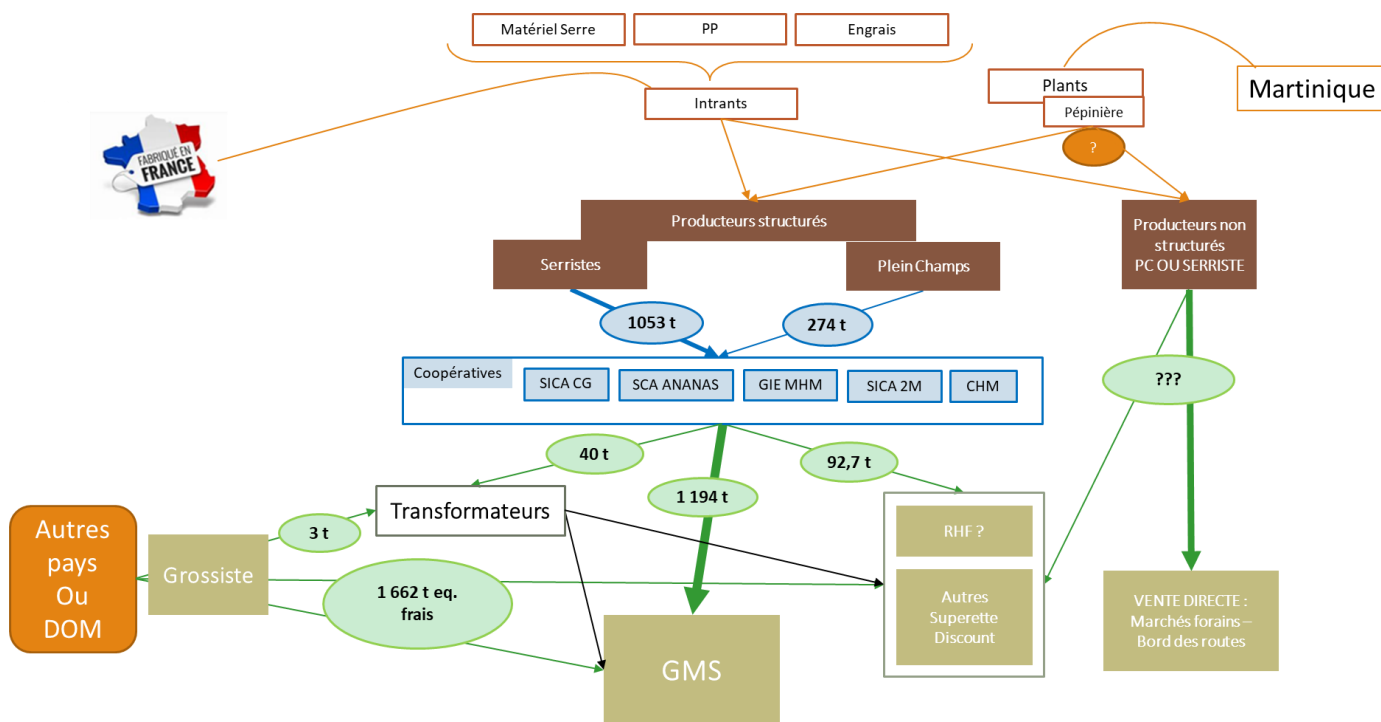 Matériel Serre
PP
Engrais
Plants
Martinique
Intrants
Pépinière
FABRIQUÉ EN
FRANCE
?
Producteurs structurés
Producteurs non
structurés
PC OU SERRISTE
Serristes
Plein Champs
1053 t
274 t
Coopératives
SICA CG
SCA ANANAS
GIE MHM
SICA 2M
CHM
???
40 t
92,7 t
1 194 t
Transformateurs
3 t
Autres
pays
Ou
DOM
Grossiste
RHF ?
1 662 t eq.
frais
Autres
Superette
Discount
VENTE DIRECTE :
Marchés forains –
Bord des routes
GMS